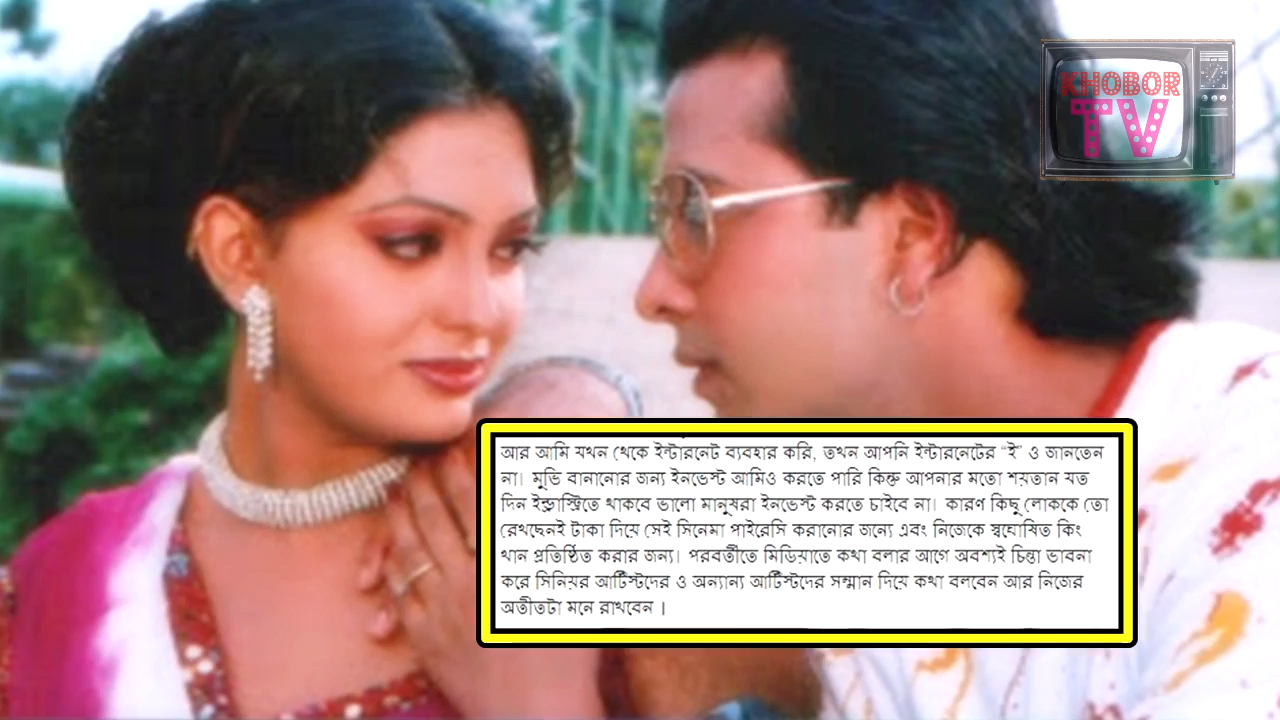 KHOBOR
TV
আর আমি যখন থেকে ইন্টারনেট ব্যবহার করি, তখন আপনি ইন্টারনেটের “ই” ও জানতেন
না। মুভি বানানোর জন্য ইনভেস্ট আমিও করতে পারি কিন্তু আপনার মতো শয়তান যত
দিন ইন্ডাস্ট্রিতে থাকবে ভালো মানুষরা ইনভেস্ট করতে চাইবে না। কারণ কিছু লোককে তো
রেখছেনই টাকা দিয়ে সেই সিনেমা পাইরেসি করানোর জন্যে এবং নিজেকে স্বঘোষিত কিং
খান প্রতিষ্ঠিত করার জন্য। পরবর্তীতে মিডিয়াতে কথা বলার আগে অবশ্যই চিন্তা ভাবনা
করে সিনিয়র আর্টিস্টদের ও অন্যান্য আর্টিস্টদের সম্মান দিয়ে কথা বলবেন আর নিজের
অতীতটা মনে রাখবেন ।